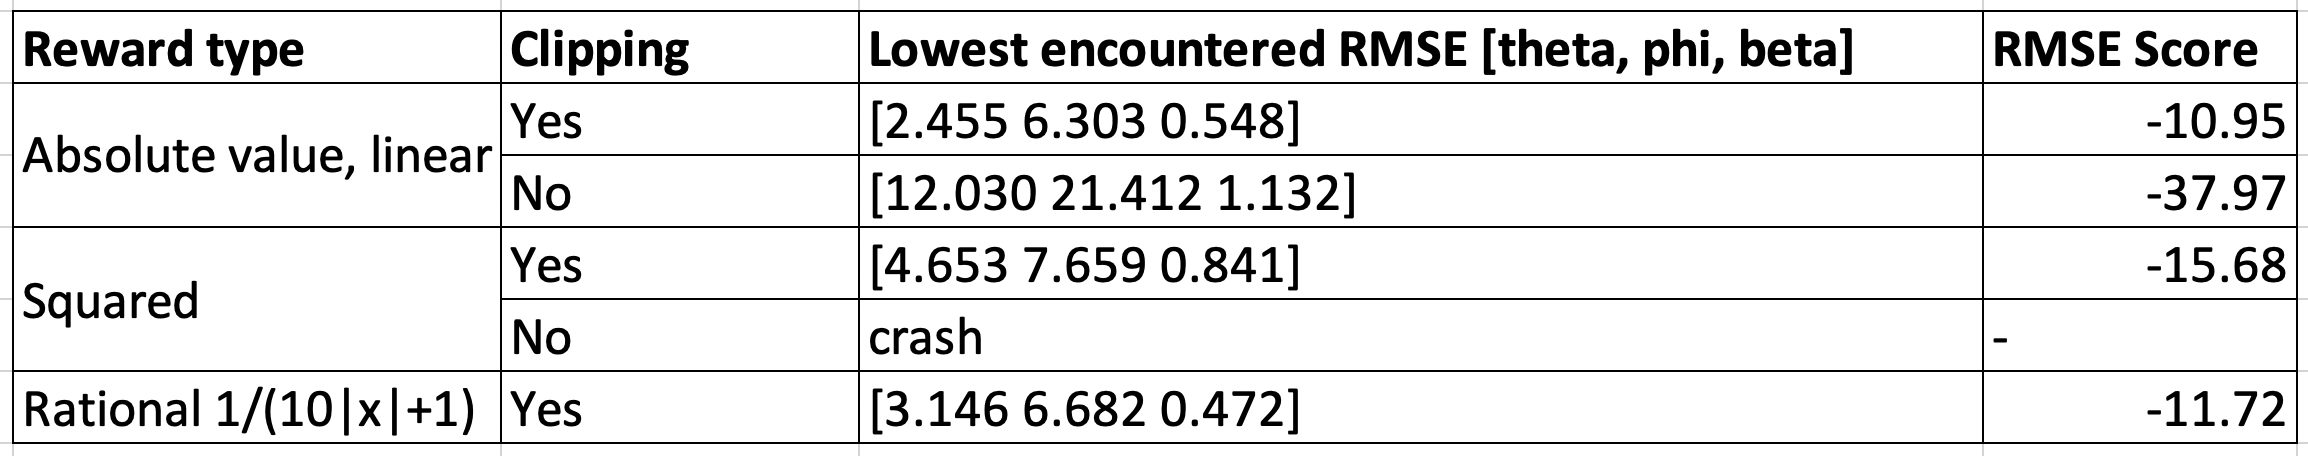 Reward type Clipping Lowest encountered RMSE [theta, phi, beta] RMSE Score
Absolute value, linear Yes [2.455 6.303 0.548] -10.95
No [12.030 21.412 1.132] -37.97
Squared Yes [4.653 7.659 0.841] -15.68
No crash -
Rational 1/(10|x|+1) Yes [3.146 6.682 0.472] -11.72